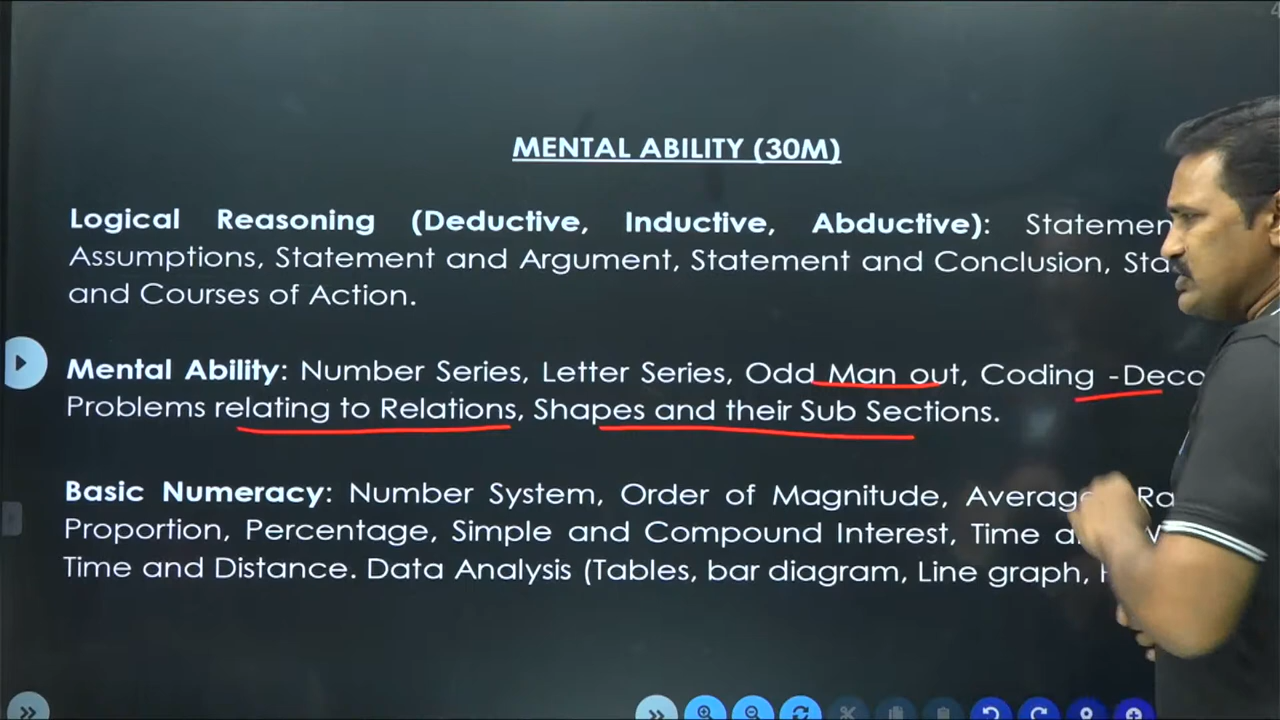 MENTAL ABILITY (30M)
Logical Reasoning (Deductive, Inductive, Abductive): Statemen
Assumptions, Statement and Argument, Statement and Conclusion, Sta
and Courses of Action.
Mental Ability: Number Series, Letter Series, Odd Man out, Coding -Deco
Problems relating to Relations, Shapes and their Sub Sections.
Basic Numeracy: Number System, Order of Magnitude, Average, Ra
Proportion, Percentage, Simple and Compound Interest, Time
Time and Distance. Data Analysis (Tables, bar diagram, Line graph,